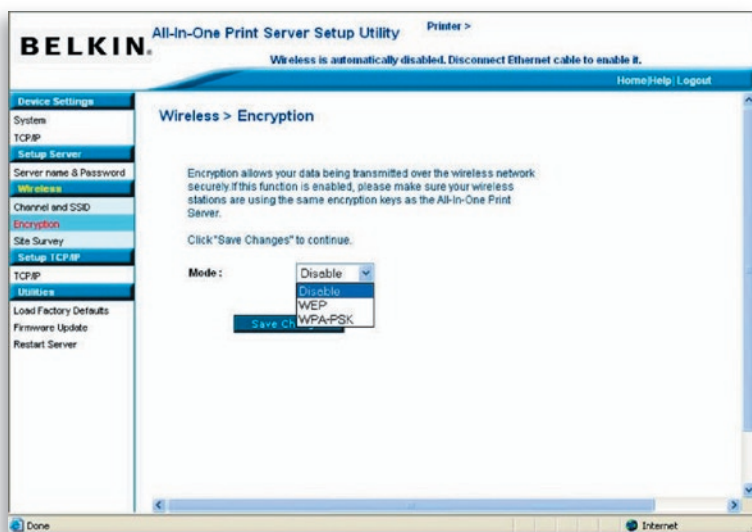 BELKIN.
All-In-One Print Server Setup Utility
Printer >
Wireless is automatically disabled. Disconnect Ethernet cable to enable it.
Home|Help| Logout
Device Settings
System
TCP/IP
Setup Server
Server name & Password
Wireless
Channel and SSID
Encryption
Site Survey
Setup TCP/IP
TCP/IP
Utilities
Load Factory Defaults
Firmware Update
Restart Server
Wireless > Encryption
Encryption allows your data being transmitted over the wireless network
securely.If this function is enabled, please make sure your wireless
stations are using the same encryption keys as the All-In-One Print
Server.
Click "Save Changes" to continue.
Mode :
Disable
Disable
WEP
WPA-PSK
Save Ch
Done
Internet